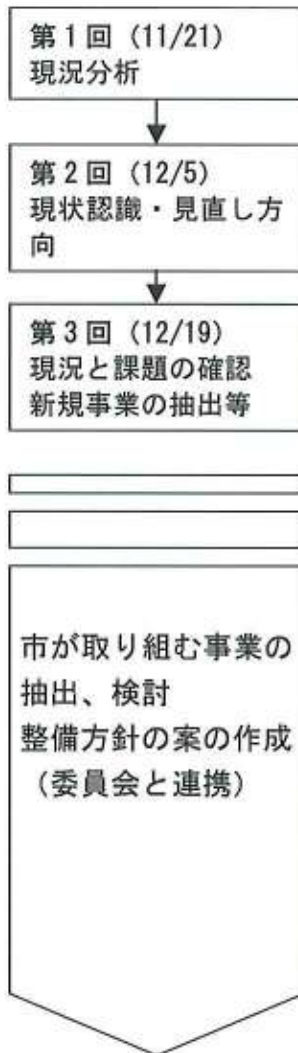 第１回（11/21）
現況分析
第２回（12/5）
現状認識・見直し方
向
第３回（12/19）
現況と課題の確認
新規事業の抽出等
市が取り組む事業の
抽出、検討
整備方針の案の作成
（委員会と連携）